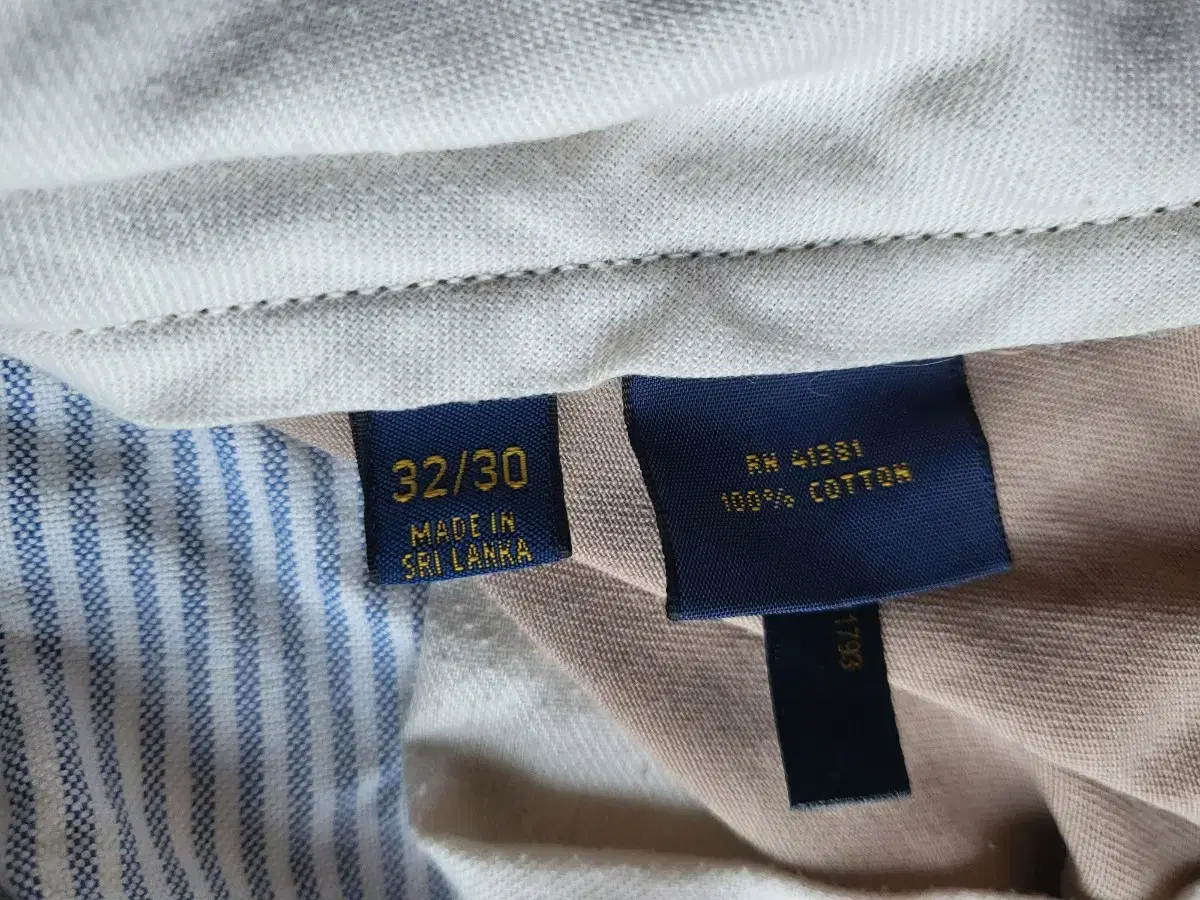 32/30
MADE IN
SRI LANKA
RN 41381
100% COTTON
1793